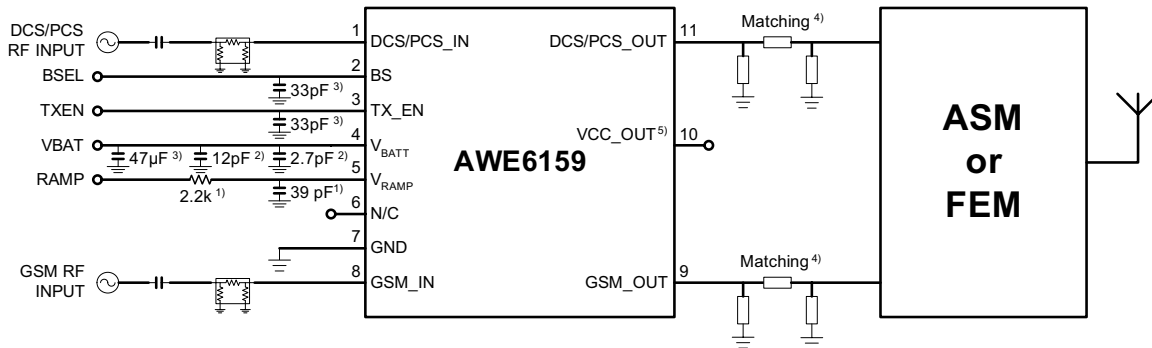 DCS/PCS
RF INPUT
1
DCS/PCS_IN
DCS/PCS_OUT
11
Matching 4)
BSEL
2
BS
33pF 3)
TXEN
3
TX_EN
33pF 3)
VBAT
4
VBATT
47µF 3)
12pF 2)
2.7pF 2)
VCC_OUT5)
10
AWE6159
RAMP
5
VRAMP
2.2k 1)
39 pF1)
6
N/C
7
GND
GSM RF
INPUT
8
GSM_IN
GSM_OUT
9
Matching 4)
ASM
or
FEM